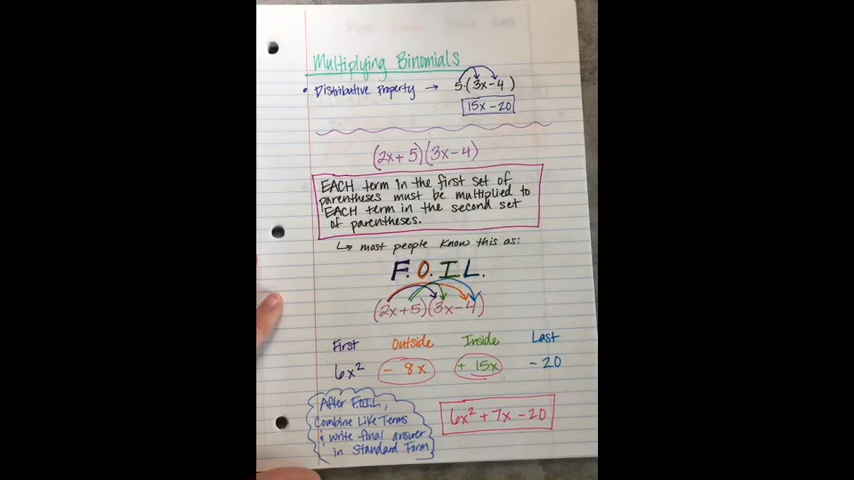 Multiplying Binomials
• Distributive Property → 5·(3x-4)
15x-20
(2x+5)(3x-4)
EACH term in the first set of
parentheses must be multiplied to
EACH term in the second set
of parentheses.
↳ most people know this as:
F.O.I.L.
(2x+5)(3x-4)
First Outside Inside Last
6x² - 8x + 15x - 20
After F.O.I.L,
Combine Like Terms
& write final answer
in Standard Form
6x² + 7x - 20